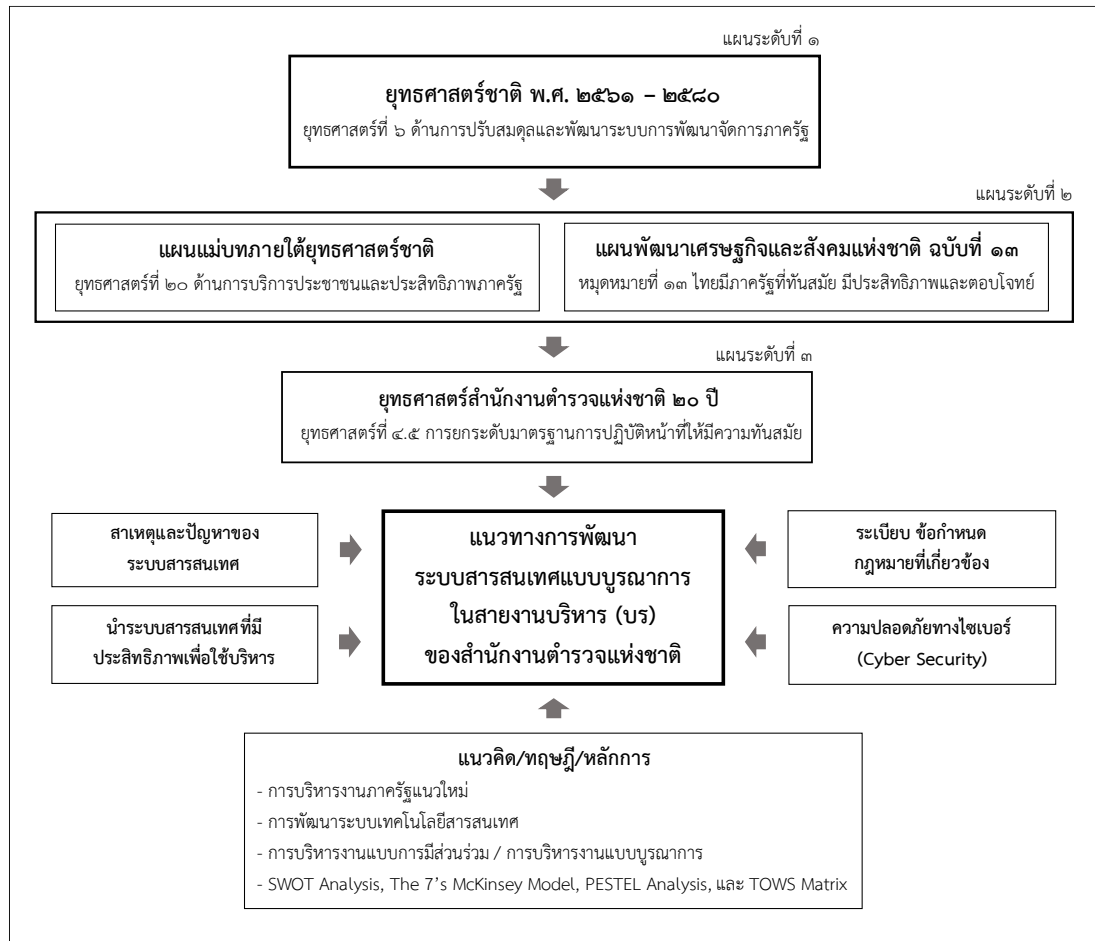 แผนระดับที่ ๑
ยุทธศาสตร์ชาติ พ.ศ. ๒๕๖๑ – ๒๕๘๐
ยุทธศาสตร์ที่ ๖ ด้านการปรับสมดุลและพัฒนาระบบการพัฒนาจัดการภาครัฐ
แผนระดับที่ ๒
แผนแม่บทภายใต้ยุทธศาสตร์ชาติ
ยุทธศาสตร์ที่ ๒๐ ด้านการบริการประชาชนและประสิทธิภาพภาครัฐ
แผนพัฒนาเศรษฐกิจและสังคมแห่งชาติ ฉบับที่ ๑๓
หมุดหมายที่ ๑๓ ไทยมีภาครัฐที่ทันสมัย มีประสิทธิภาพและตอบโจทย์
แผนระดับที่ ๓
ยุทธศาสตร์สำนักงานตำรวจแห่งชาติ ๒๐ ปี
ยุทธศาสตร์ที่ ๔.๕ การยกระดับมาตรฐานการปฏิบัติหน้าที่ให้มีความทันสมัย
สาเหตุและปัญหาของ
ระบบสารสนเทศ
นำระบบสารสนเทศที่มี
ประสิทธิภาพเพื่อใช้บริหาร
แนวทางการพัฒนา
ระบบสารสนเทศแบบบูรณาการ
ในสายงานบริหาร (บร)
ของสำนักงานตำรวจแห่งชาติ
ระเบียบ ข้อกำหนด
กฎหมายที่เกี่ยวข้อง
ความปลอดภัยทางไซเบอร์
(Cyber Security)
แนวคิด/ทฤษฎี/หลักการ
- การบริหารงานภาครัฐแนวใหม่
- การพัฒนาระบบเทคโนโลยีสารสนเทศ
- การบริหารงานแบบการมีส่วนร่วม / การบริหารงานแบบบูรณาการ
- SWOT Analysis, The 7's McKinsey Model, PESTEL Analysis, และ TOWS Matrix